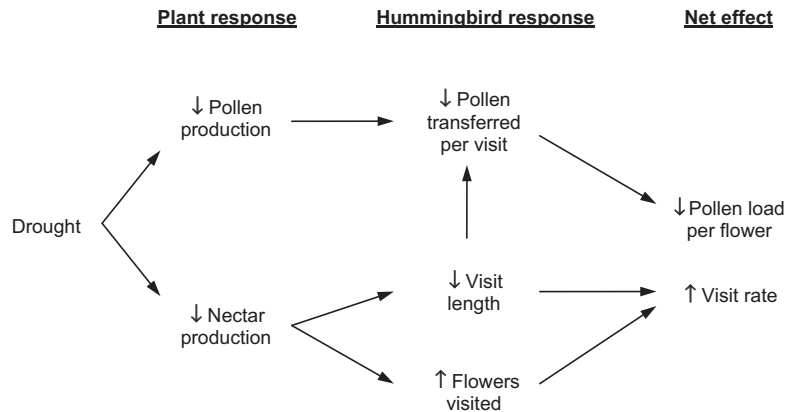 Plant response
Hummingbird response
Net effect
↓ Pollen
production
↓ Pollen
transferred
per visit
Drought
↓ Pollen load
per flower
↓ Nectar
production
↓ Visit
length
↑ Visit rate
↑ Flowers
visited